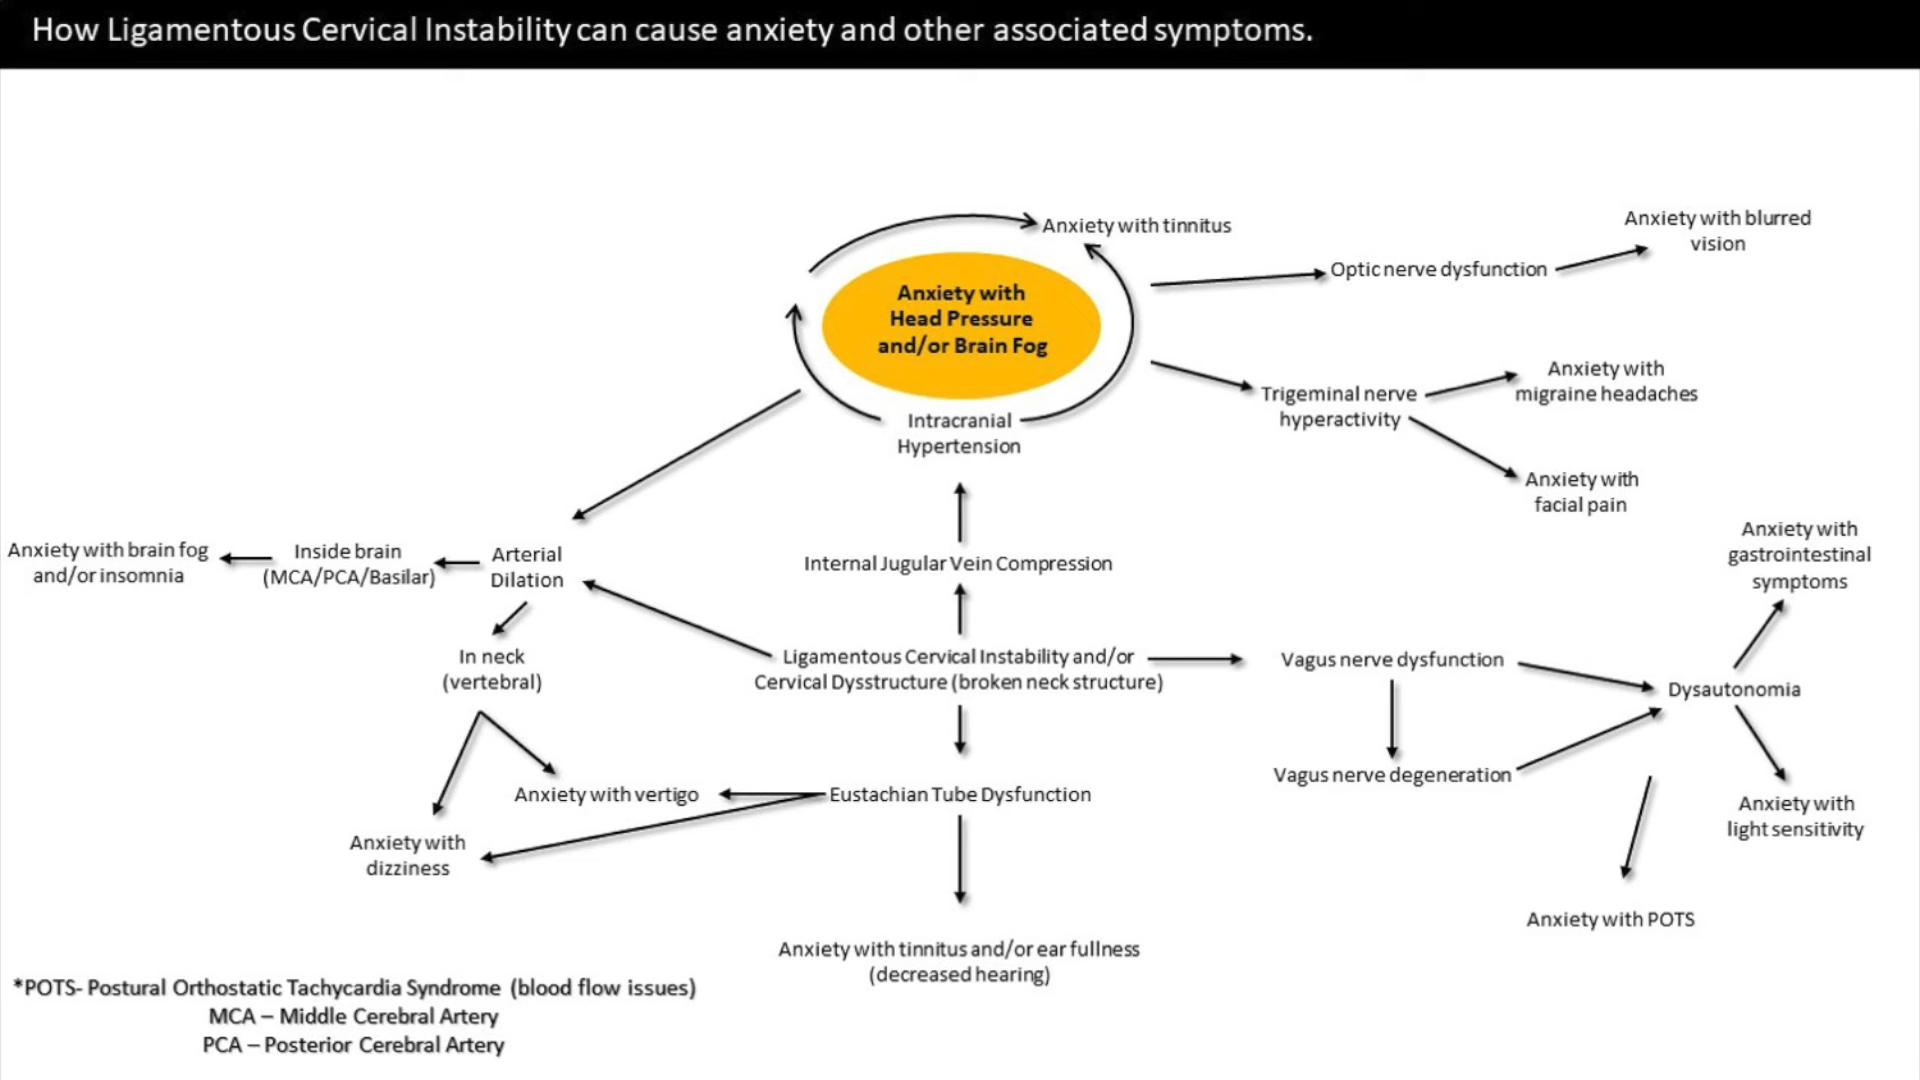 How Ligamentous Cervical Instability can cause anxiety and other associated symptoms.
Anxiety with tinnitus
Anxiety with blurred
vision
Optic nerve dysfunction
Anxiety with
Head Pressure
and/or Brain Fog
Anxiety with
migraine headaches
Trigeminal nerve
hyperactivity
Intracranial
Hypertension
Anxiety with
facial pain
Anxiety with
gastrointestinal
symptoms
Anxiety with brain fog
and/or insomnia
Inside brain
(MCA/PCA/Basilar)
Arterial
Dilation
Internal Jugular Vein Compression
In neck
(vertebral)
Ligamentous Cervical Instability and/or
Cervical Dysstructure (broken neck structure)
Vagus nerve dysfunction
Dysautonomia
Vagus nerve degeneration
Anxiety with vertigo
Eustachian Tube Dysfunction
Anxiety with
light sensitivity
Anxiety with
dizziness
Anxiety with POTS
Anxiety with tinnitus and/or ear fullness
(decreased hearing)
*POTS- Postural Orthostatic Tachycardia Syndrome (blood flow issues)
MCA – Middle Cerebral Artery
PCA – Posterior Cerebral Artery